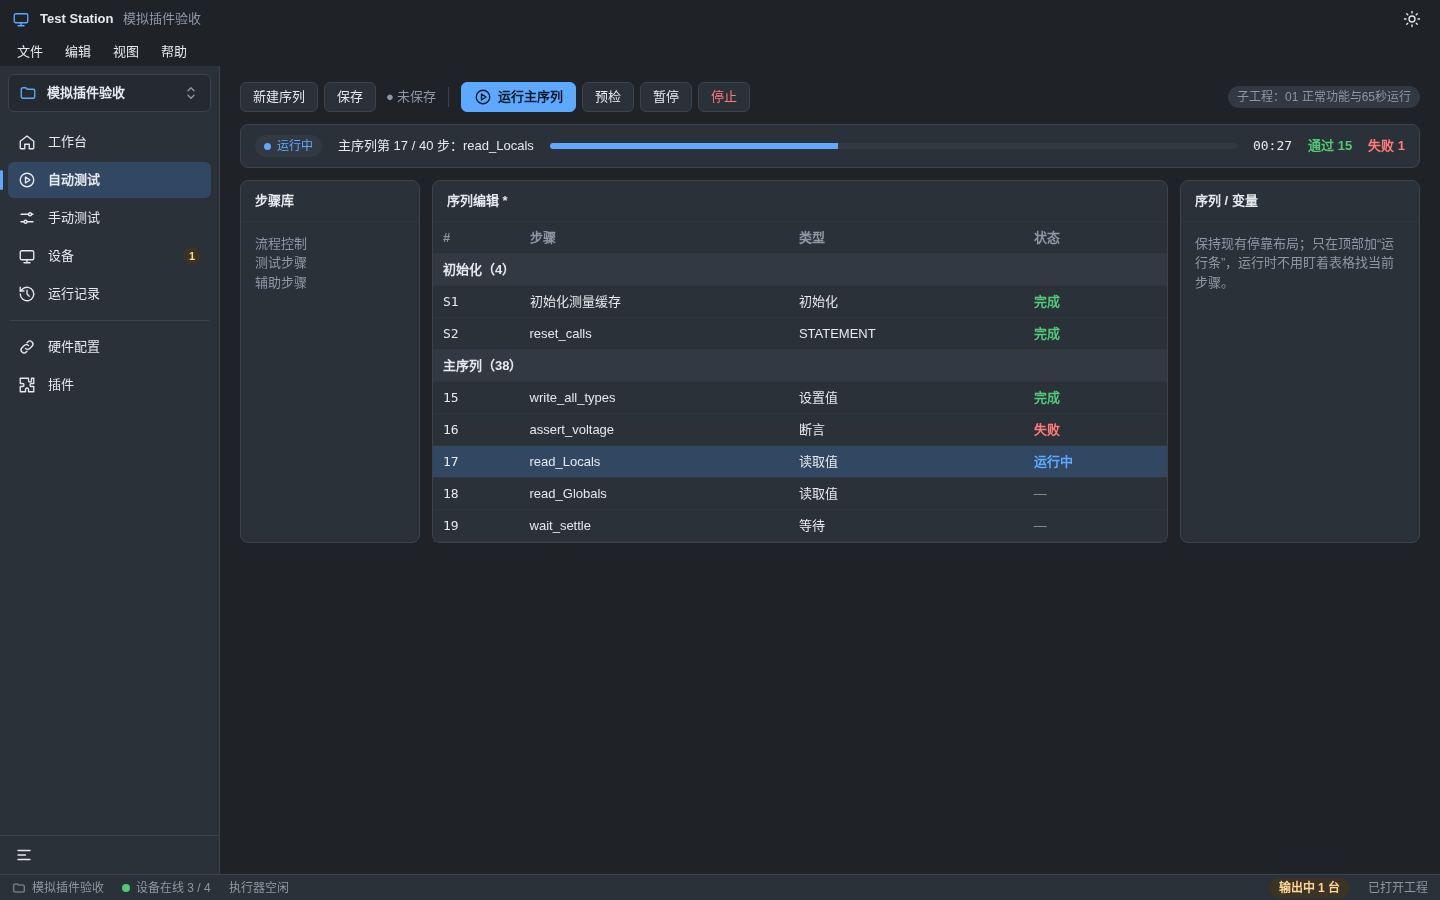 Test Station 模拟插件验收
文件 编辑 视图 帮助
模拟插件验收
工作台
自动测试
手动测试
设备 1
运行记录
硬件配置
插件
新建序列 保存 ● 未保存 运行主序列 预检 暂停 停止 子工程：01 正常功能与65秒运行
运行中 主序列第 17 / 40 步：read_Locals 00:27 通过 15 失败 1
步骤库
流程控制
测试步骤
辅助步骤
序列编辑 *
# 步骤 类型 状态
初始化（4）
S1 初始化测量缓存 初始化 完成
S2 reset_calls STATEMENT 完成
主序列（38）
15 write_all_types 设置值 完成
16 assert_voltage 断言 失败
17 read_Locals 读取值 运行中
18 read_Globals 读取值 —
19 wait_settle 等待 —
序列 / 变量
保持现有停靠布局；只在顶部加“运
行条”，运行时不用盯着表格找当前
步骤。
模拟插件验收 设备在线 3 / 4 执行器空闲 输出中 1 台 已打开工程